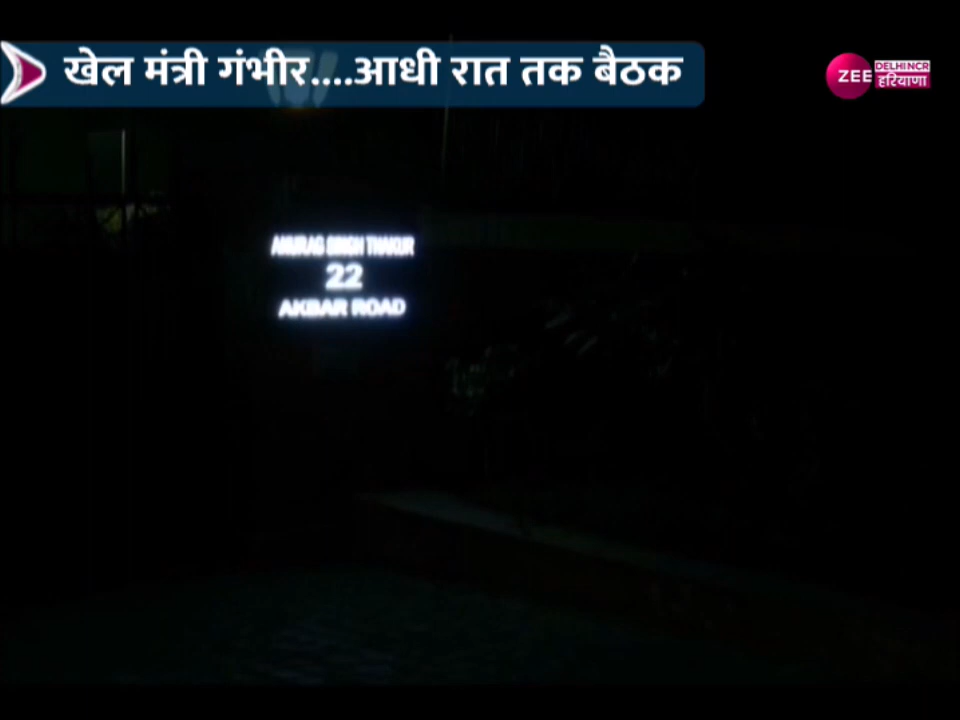 खेल मंत्री गंभीर....आधी रात तक बैठक
ZEE DELHI NCR
हरियाणा
ANURAG SINGH THAKUR
22
AKBAR ROAD